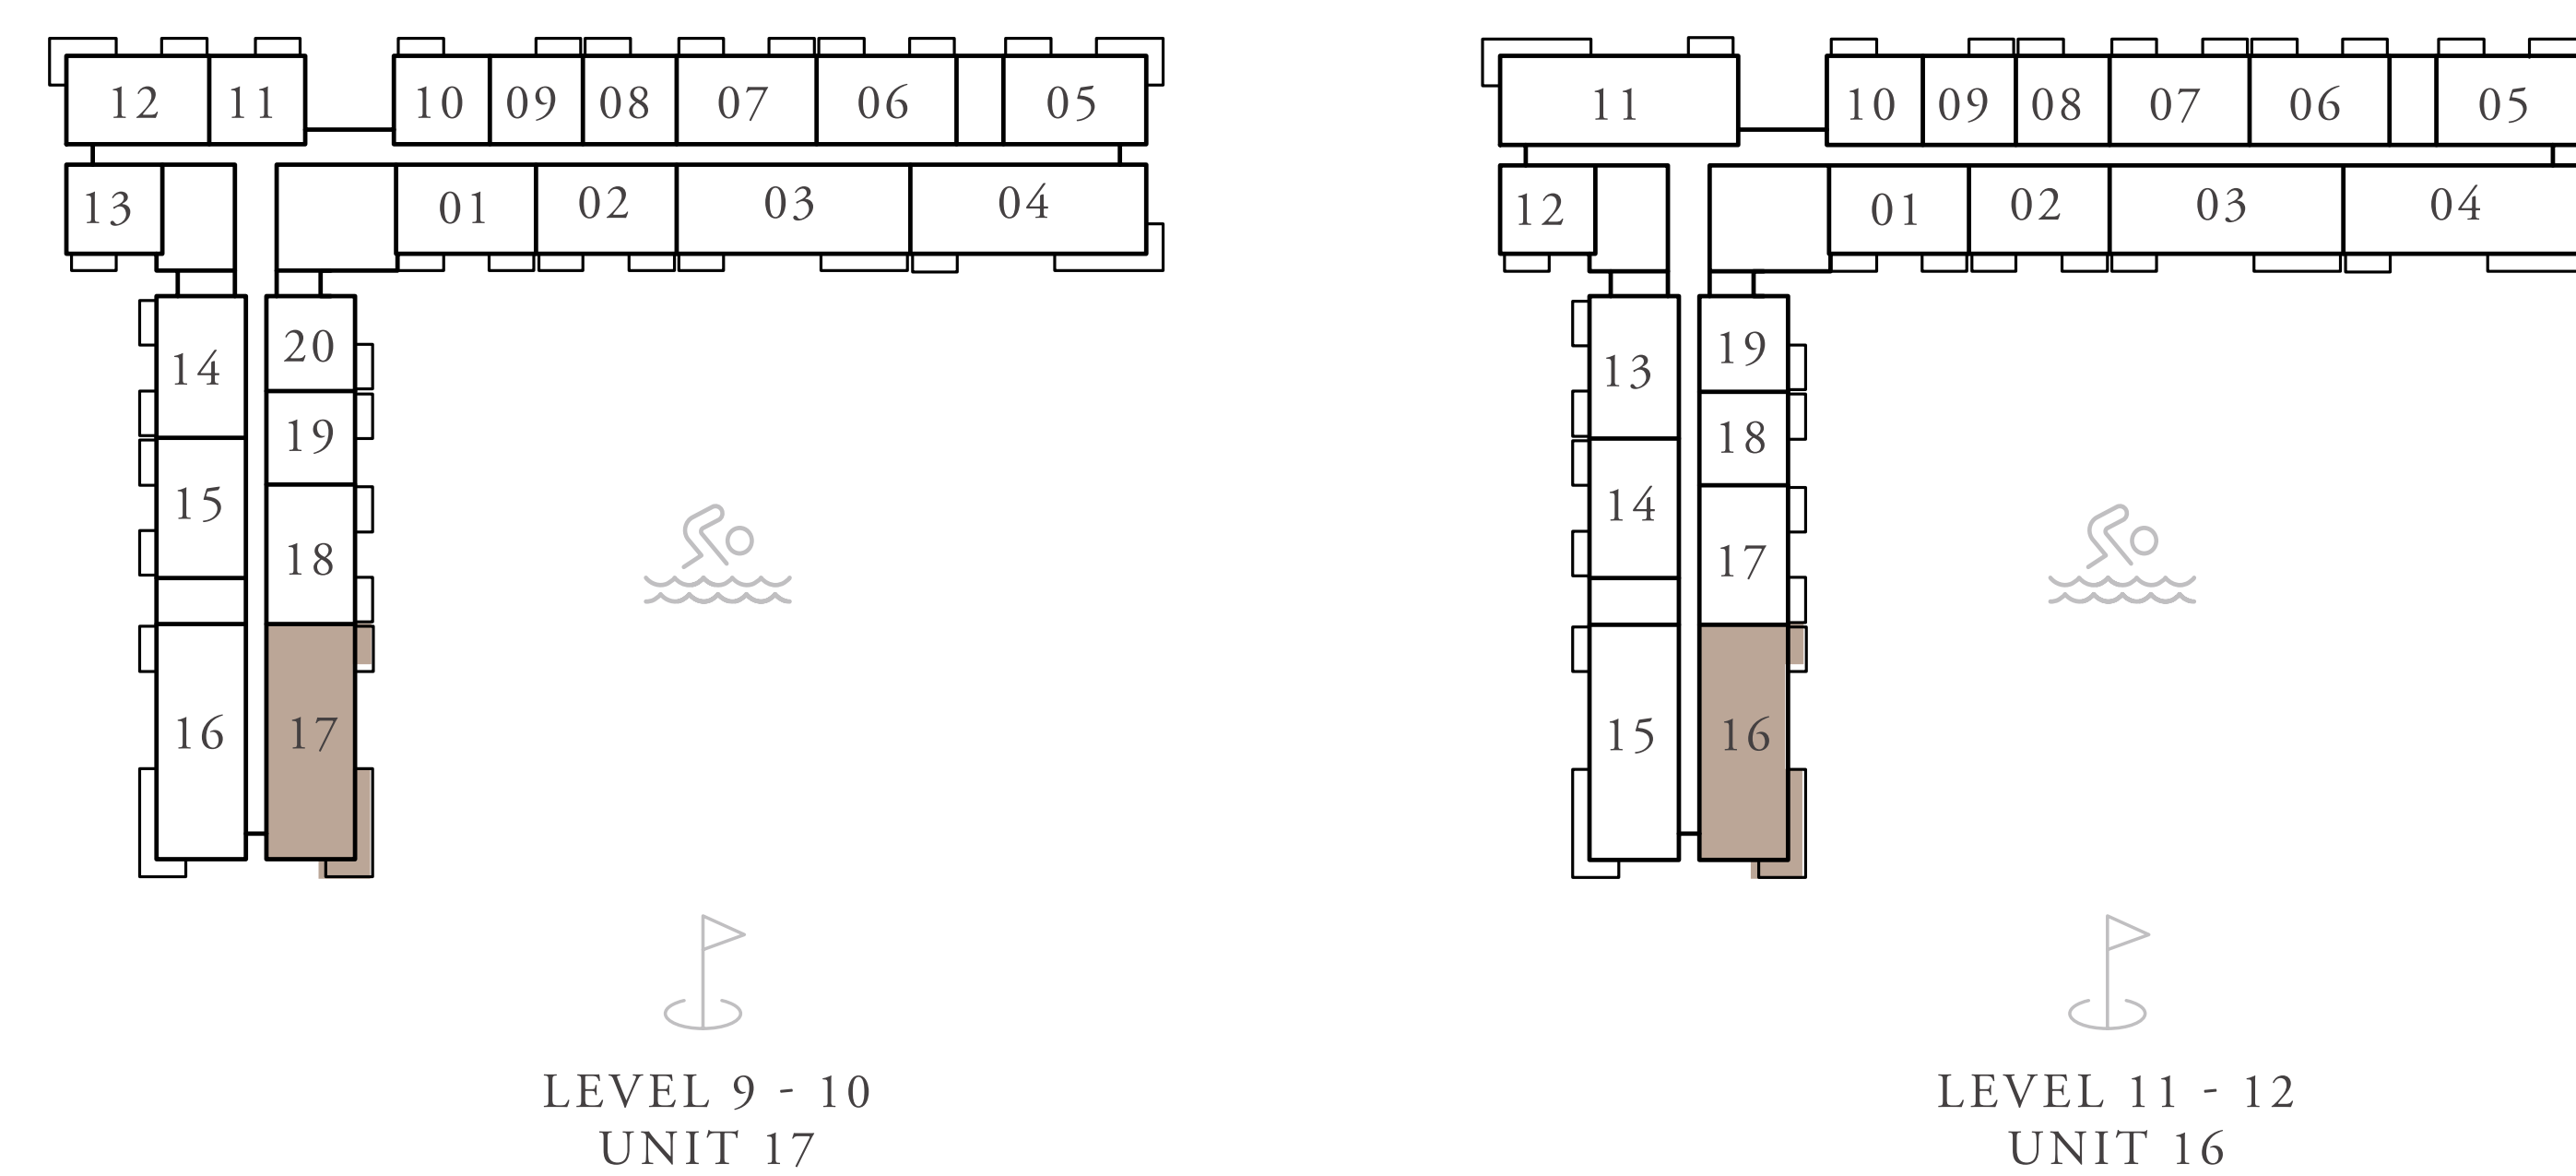 12 11 10 09 08 07 06 05
13 01 02 03 04
14 20
19
15
18
16 17
LEVEL 9 - 10
UNIT 17
11 10 09 08 07 06 05
12 01 02 03 04
13 19
18
14
17
15 16
LEVEL 11 - 12
UNIT 16